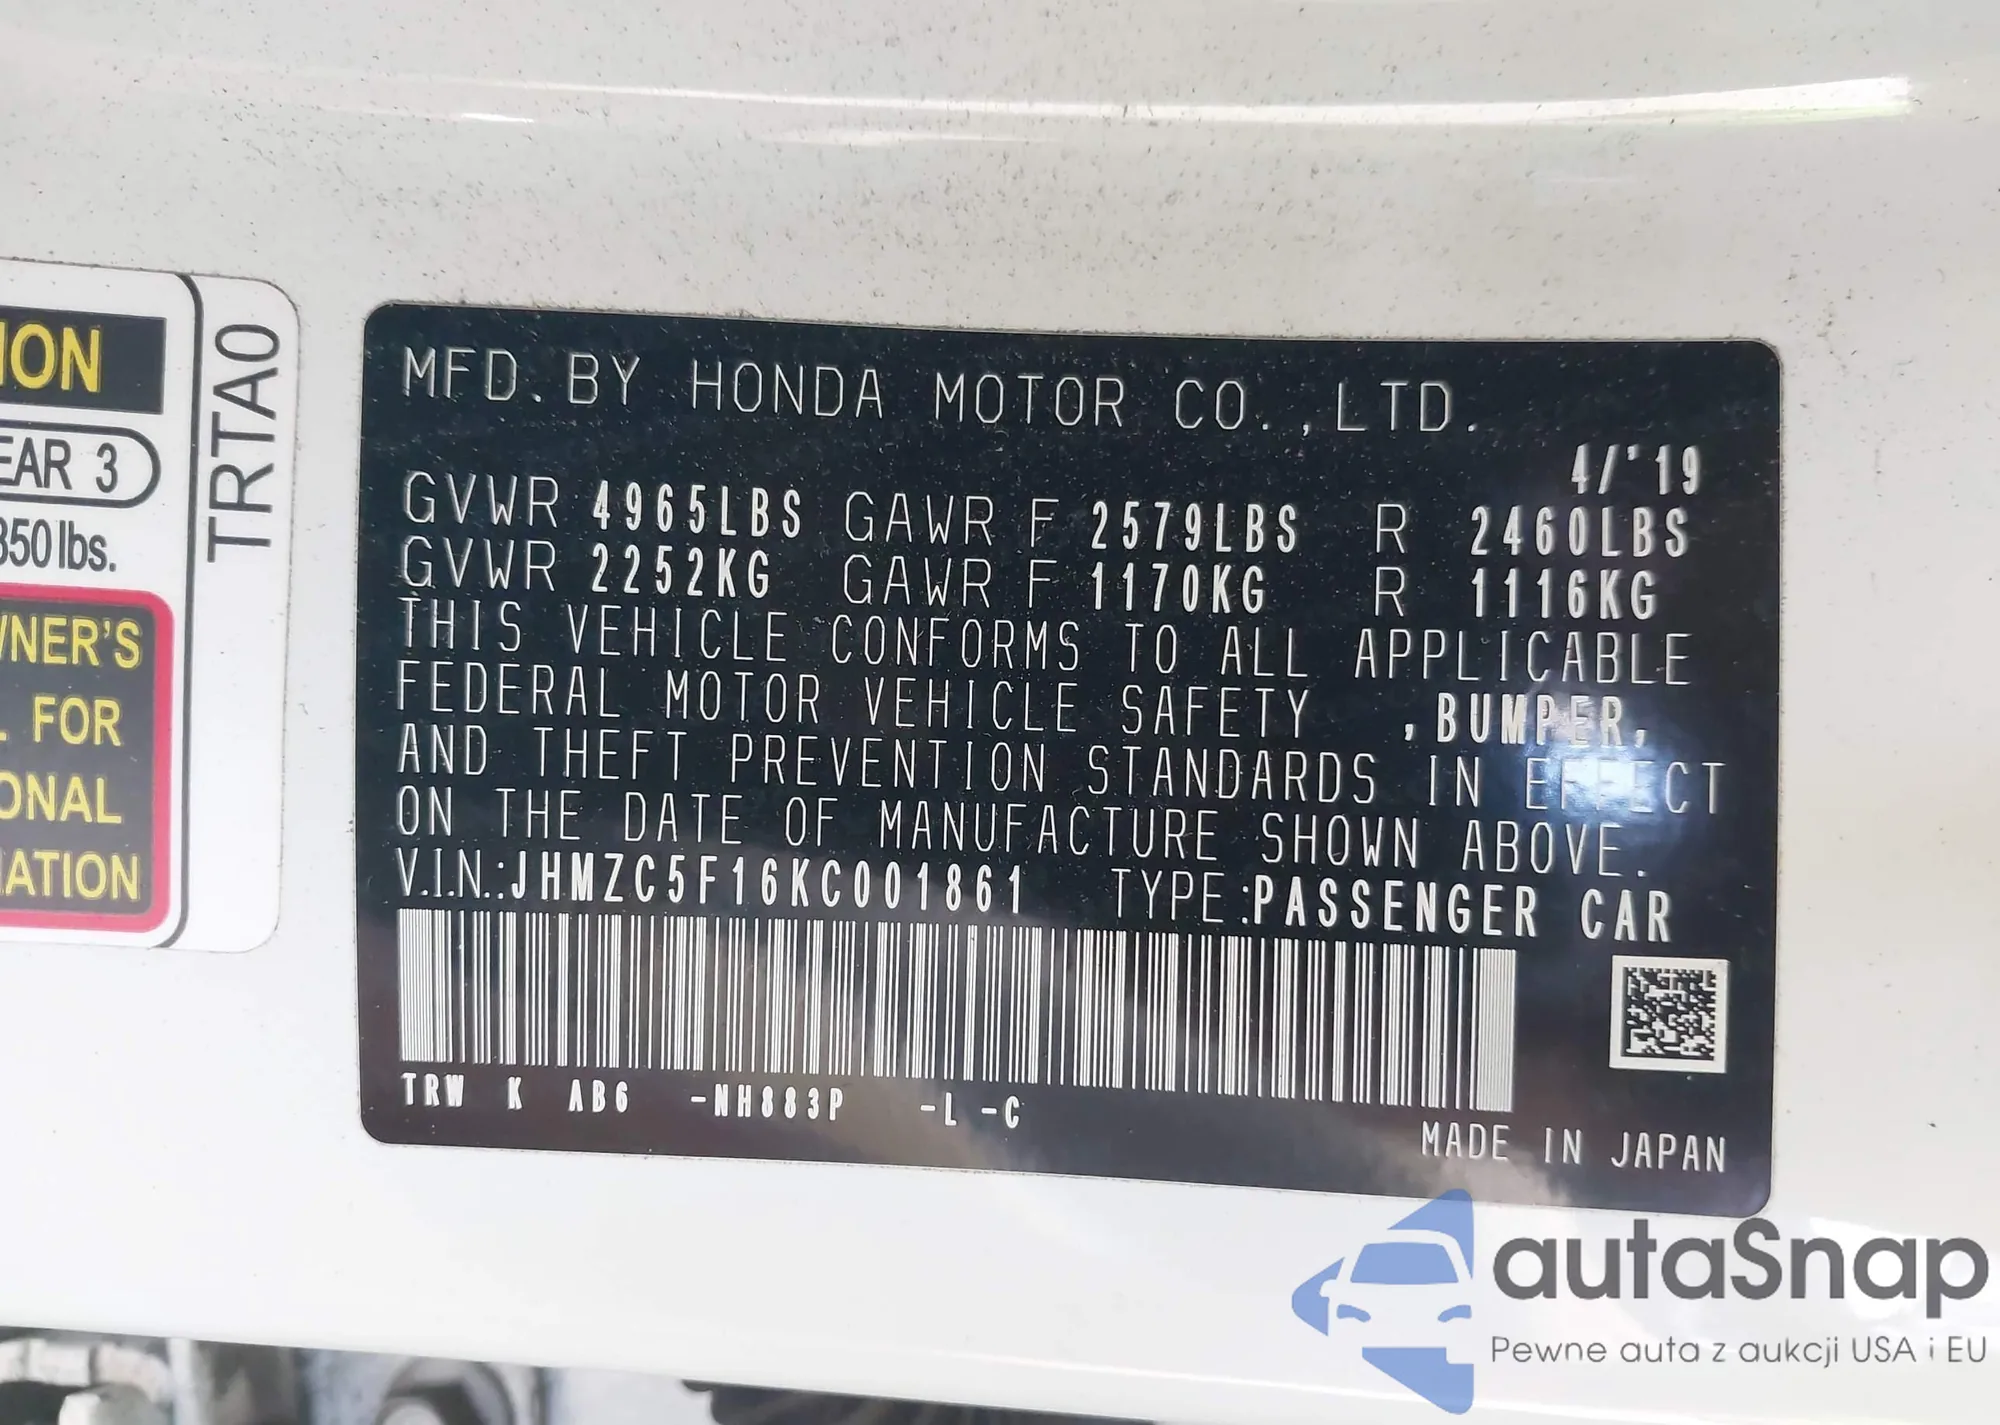 ION
EAR 3
850 lbs.
WNER'S
L FOR
ONAL
MATION
TRTA0
MFD. BY HONDA MOTOR CO., LTD.
4/'19
GVWR 4965LBS GAWR F 2579LBS R 2460LBS
GVWR 2252KG GAWR F 1170KG R 1116KG
THIS VEHICLE CONFORMS TO ALL APPLICABLE
FEDERAL MOTOR VEHICLE SAFETY , BUMPER,
AND THEFT PREVENTION STANDARDS IN EFFECT
ON THE DATE OF MANUFACTURE SHOWN ABOVE.
V.I.N.:JHMZC5F16KC001861 TYPE:PASSENGER CAR
TRW K AB6 -NH883P -L -C
MADE IN JAPAN
autaSnap
Pewne auta z aukcji USA i EU